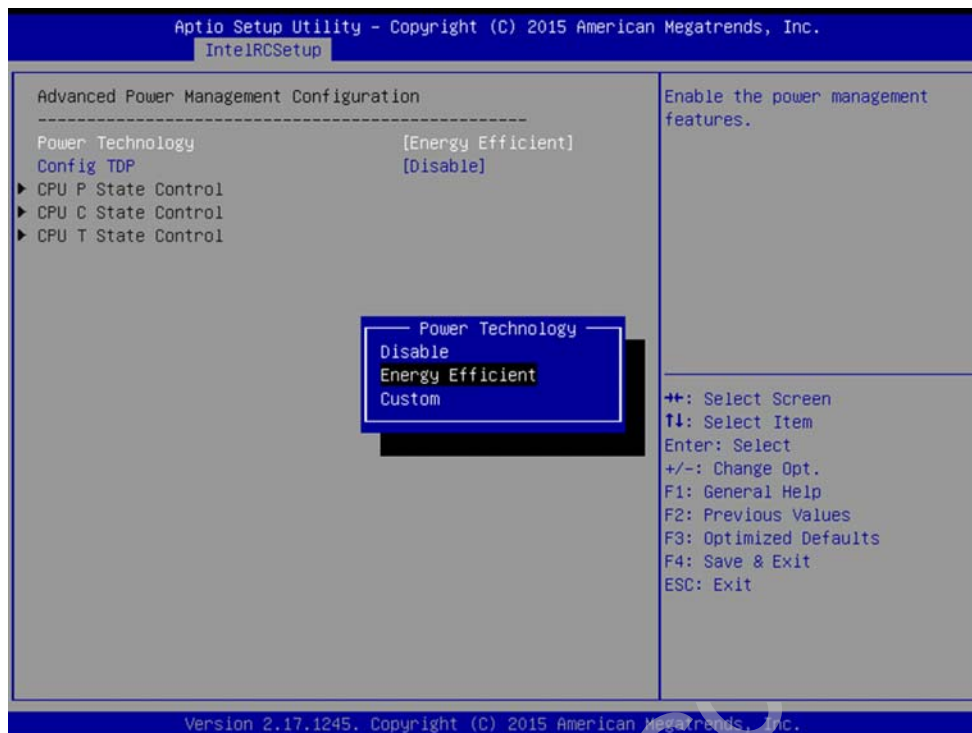 Aptio Setup Utility – Copyright (C) 2015 American Megatrends, Inc.
IntelRCSetup
Advanced Power Management Configuration
--------------------------------------------------
Power Technology [Energy Efficient]
Config TDP [Disable]
▶ CPU P State Control
▶ CPU C State Control
▶ CPU T State Control
Power Technology
Disable
Energy Efficient
Custom
Enable the power management
features.
→←: Select Screen
↑↓: Select Item
Enter: Select
+/-: Change Opt.
F1: General Help
F2: Previous Values
F3: Optimized Defaults
F4: Save & Exit
ESC: Exit
Version 2.17.1245. Copyright (C) 2015 American Megatrends, Inc.